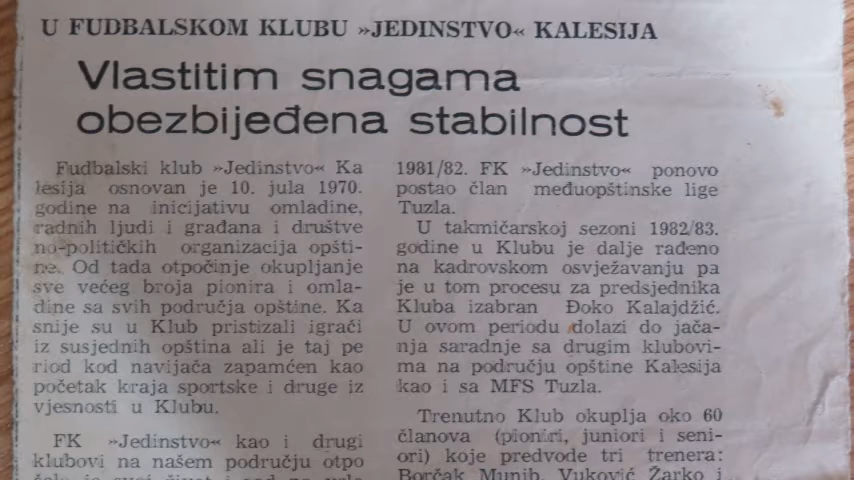 U FUDBALSKOM KLUBU »JEDINSTVO« KALESIJA
Vlastitim snagama
obezbijeđena stabilnost
Fudbalski klub »Jedinstvo« Ka
lesija osnovan je 10. jula 1970.
godine na inicijativu omladine,
radnih ljudi i građana i društve
no-političkih organizacija opšti-
ne. Od tada otpočinje okupljanje
sve većeg broja pionira i omla-
dine sa svih područja opštine. Ka
snije su u Klub pristizali igrači
iz susjednih opština ali je taj pe
riod kod navijača zapamćen kao
početak kraja sportske i druge iz
vjesnosti u Klubu.
FK »Jedinstvo« kao i drugi
klubovi na našem području otpo
1981/82. FK »Jedinstvo« ponovo
postao član međuopštinske lige
Tuzla.
U takmičarskoj sezoni 1982/83.
godine u Klubu je dalje rađeno
na kadrovskom osvježavanju pa
je u tom procesu za predsjednika
Kluba izabran Đoko Kalajdžić.
U ovom periodu dolazi do jača-
nja saradnje sa drugim klubovi-
ma na području opštine Kalesija
kao i sa MFS Tuzla.
Trenutno Klub okuplja oko 60
članova (pioniri, juniori i seni-
ori) koje predvode tri trenera:
Borčak Munib, Vuković Žarko i